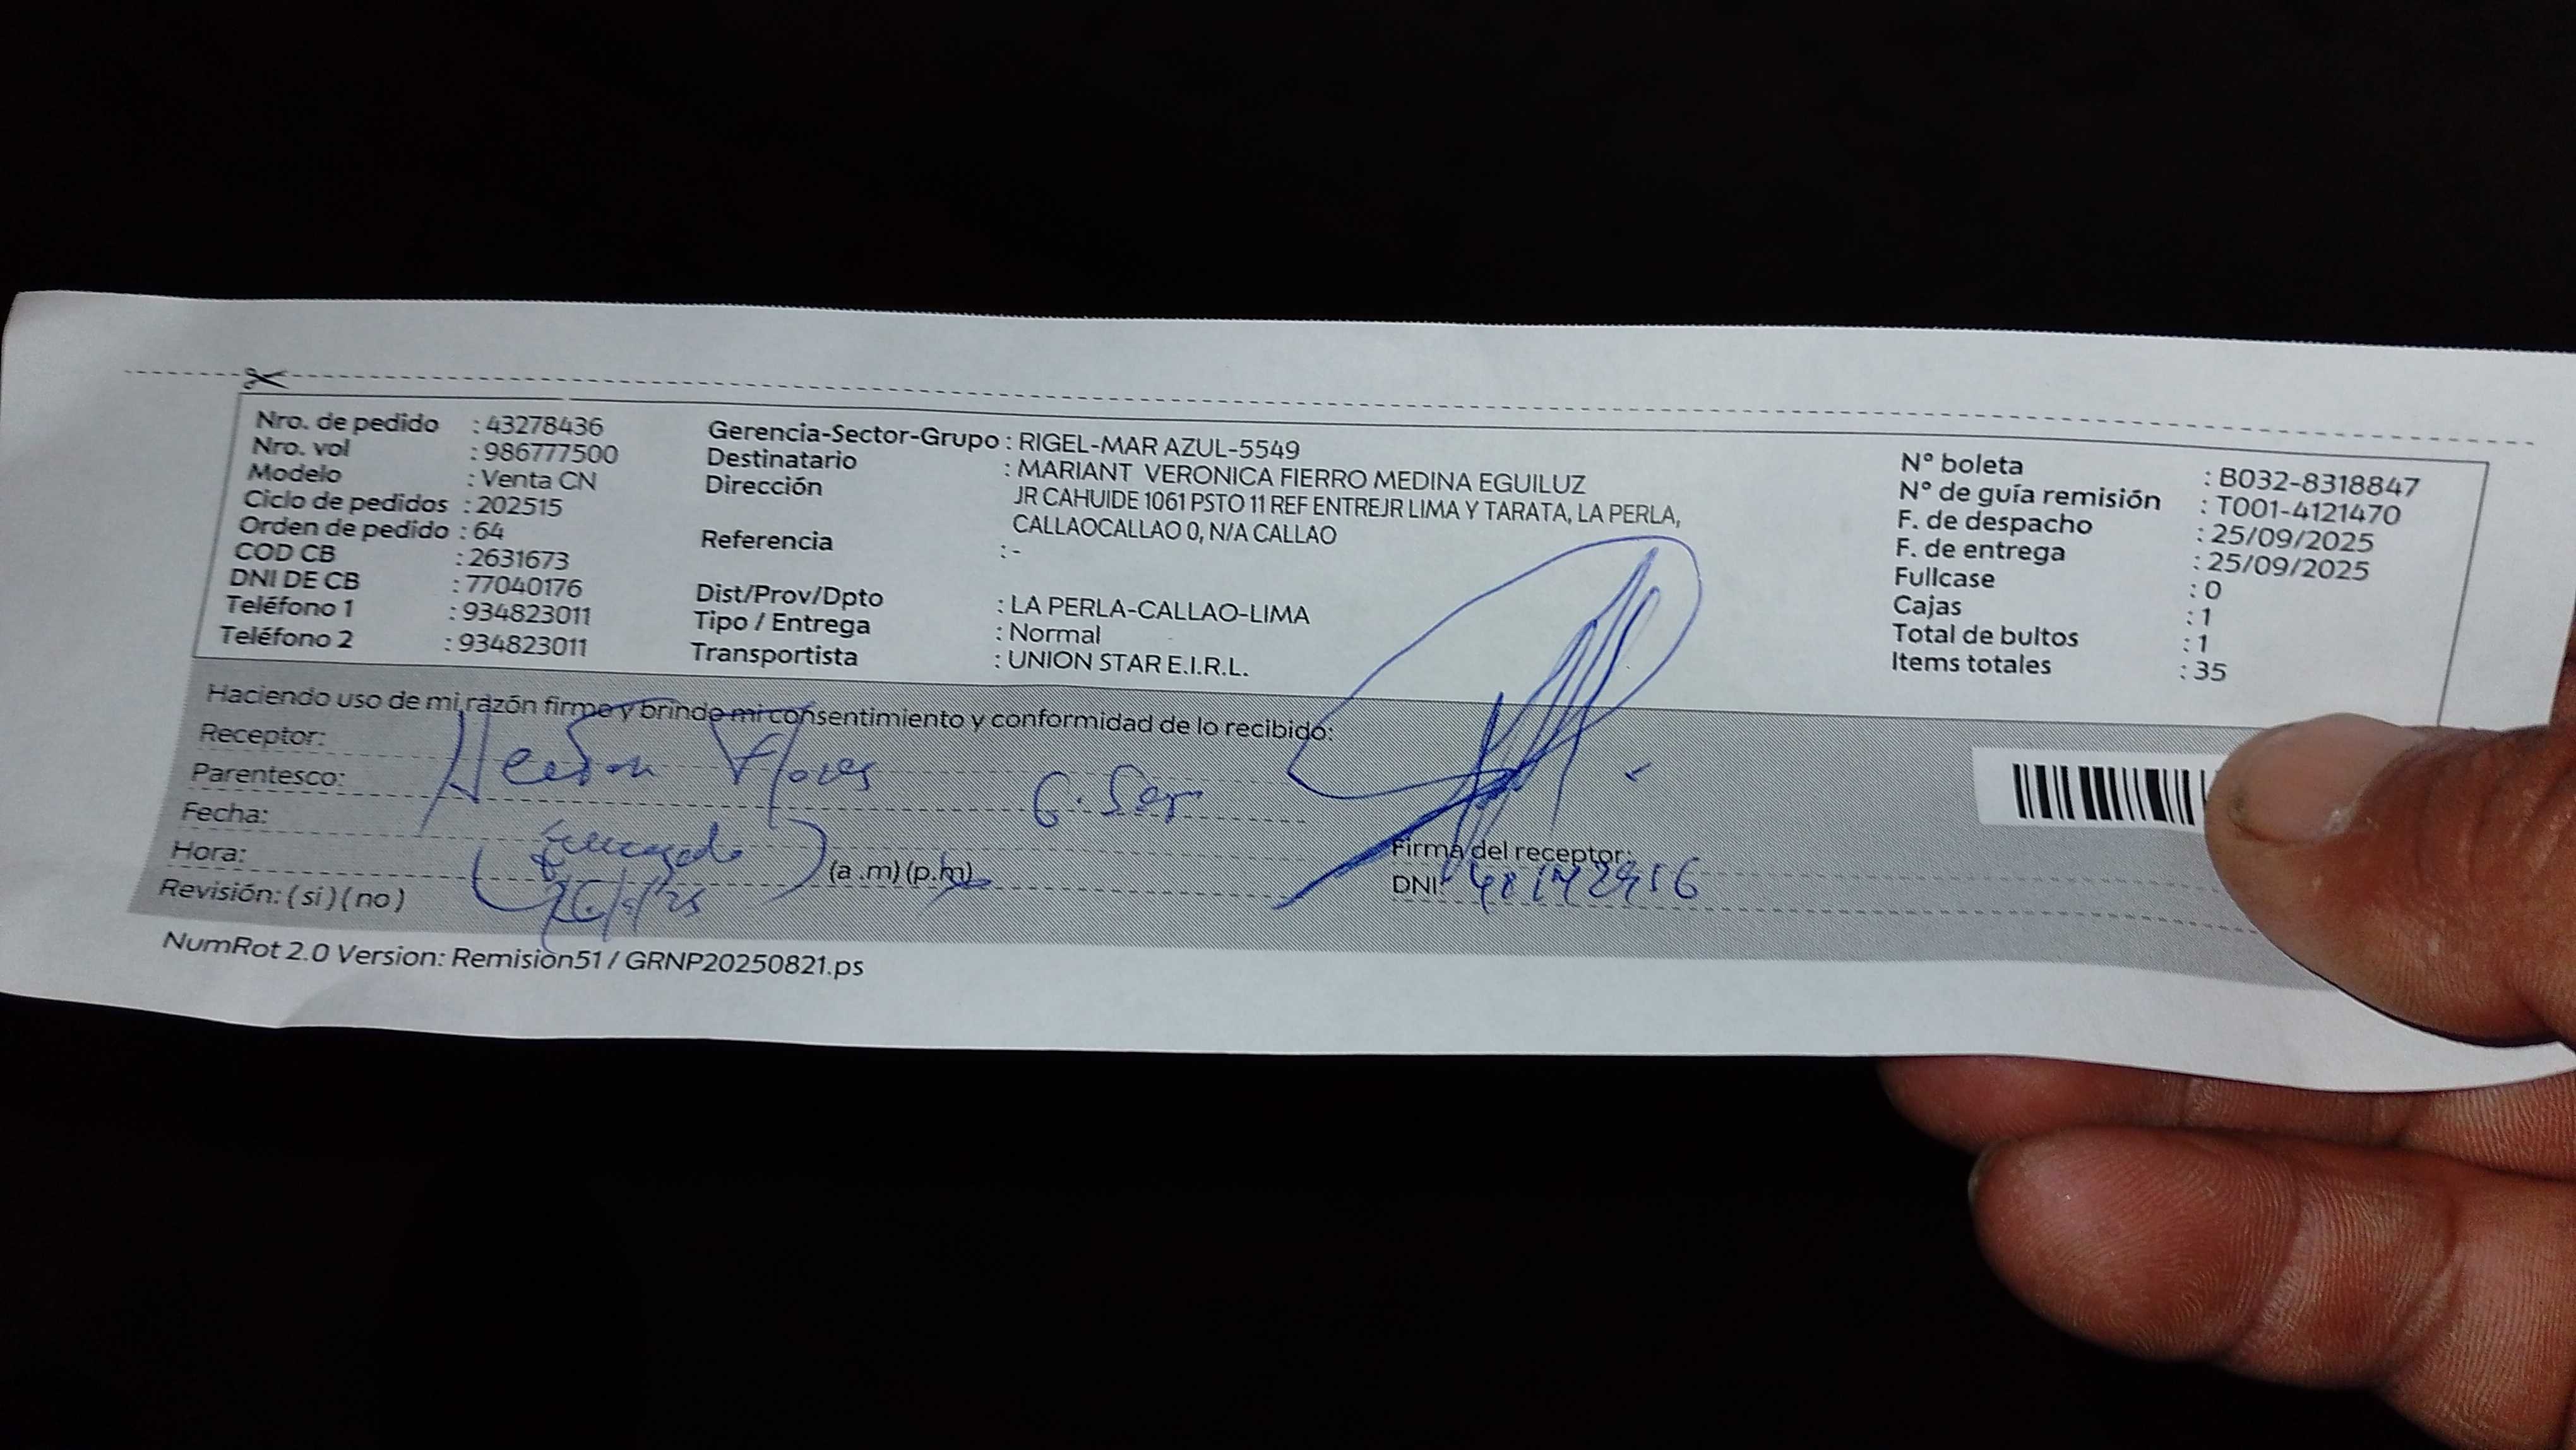 Nro. de pedido : 43278436
Nro. vol : 986777500
Modelo : Venta CN
Ciclo de pedidos : 202515
Orden de pedido : 64
COD CB : 2631673
DNI DE CB : 77040176
Teléfono 1 : 934823011
Teléfono 2 : 934823011
Gerencia-Sector-Grupo : RIGEL-MAR AZUL-5549
Destinatario : MARIANT VERONICA FIERRO MEDINA EGUILUZ
Dirección JR CAHUIDE 1061 PSTO 11 REF ENTREJR LIMA Y TARATA, LA PERLA,
CALLAOCALLAO 0, N/A CALLAO
Referencia : -
Dist/Prov/Dpto : LA PERLA-CALLAO-LIMA
Tipo / Entrega : Normal
Transportista : UNION STAR E.I.R.L.
N° boleta : B032-8318847
N° de guía remisión : T001-4121470
F. de despacho : 25/09/2025
F. de entrega : 25/09/2025
Fullcase : 0
Cajas : 1
Total de bultos : 1
Items totales : 35
Haciendo uso de mi razón firmo y brindo mi consentimiento y conformidad de lo recibido:
Receptor: Flores
Parentesco:
Fecha:
Hora: (a .m) (p.m)
Revisión: ( si ) ( no )
Firma del receptor:
DNI:
NumRot 2.0 Version: Remision51 / GRNP20250821.ps